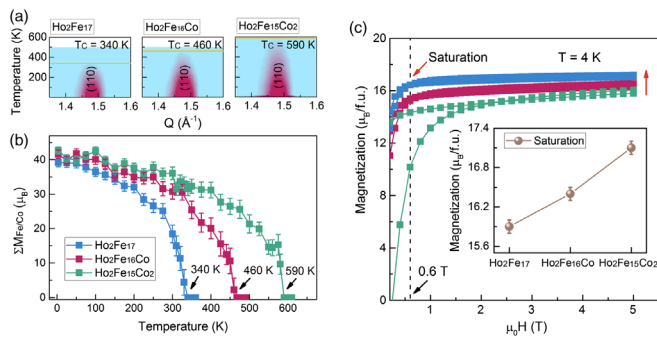 (a)
Ho2Fe17 Ho2Fe16Co Ho2Fe15Co2
Temperature (K)
600
400
200
0
TC = 340 K TC = 460 K TC = 590 K
(110) (110) (110)
1.4 1.5 1.6 1.4 1.5 1.6 1.4 1.5 1.6
Q (Å-1)
(b)
ΣMFe/Co (μB)
50
40
30
20
10
0
Ho2Fe17
Ho2Fe16Co
Ho2Fe15Co2
340 K 460 K 590 K
0 100 200 300 400 500 600 700
Temperature (K)
(c)
Magnetization (μB/f.u.)
20
16
12
8
4
0
Saturation
T = 4 K
0.6 T
Magnetization (μB/f.u.)
17.4
16.8
16.2
15.6
Saturation
Ho2Fe17 Ho2Fe16Co Ho2Fe15Co2
0 1 2 3 4 5
μ0H (T)